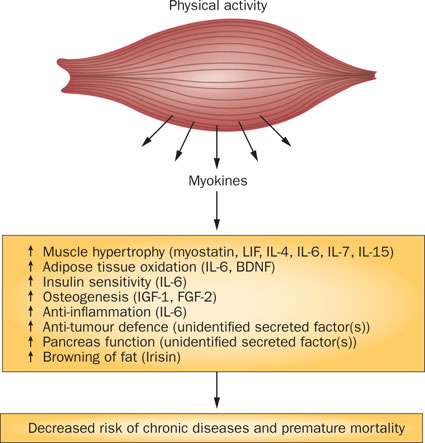 Physical activity
Myokines
↑ Muscle hypertrophy (myostatin, LIF, IL-4, IL-6, IL-7, IL-15)
↑ Adipose tissue oxidation (IL-6, BDNF)
↑ Insulin sensitivity (IL-6)
↑ Osteogenesis (IGF-1, FGF-2)
↑ Anti-inflammation (IL-6)
↑ Anti-tumour defence (unidentified secreted factor(s))
↑ Pancreas function (unidentified secreted factor(s))
↑ Browning of fat (Irisin)
Decreased risk of chronic diseases and premature mortality